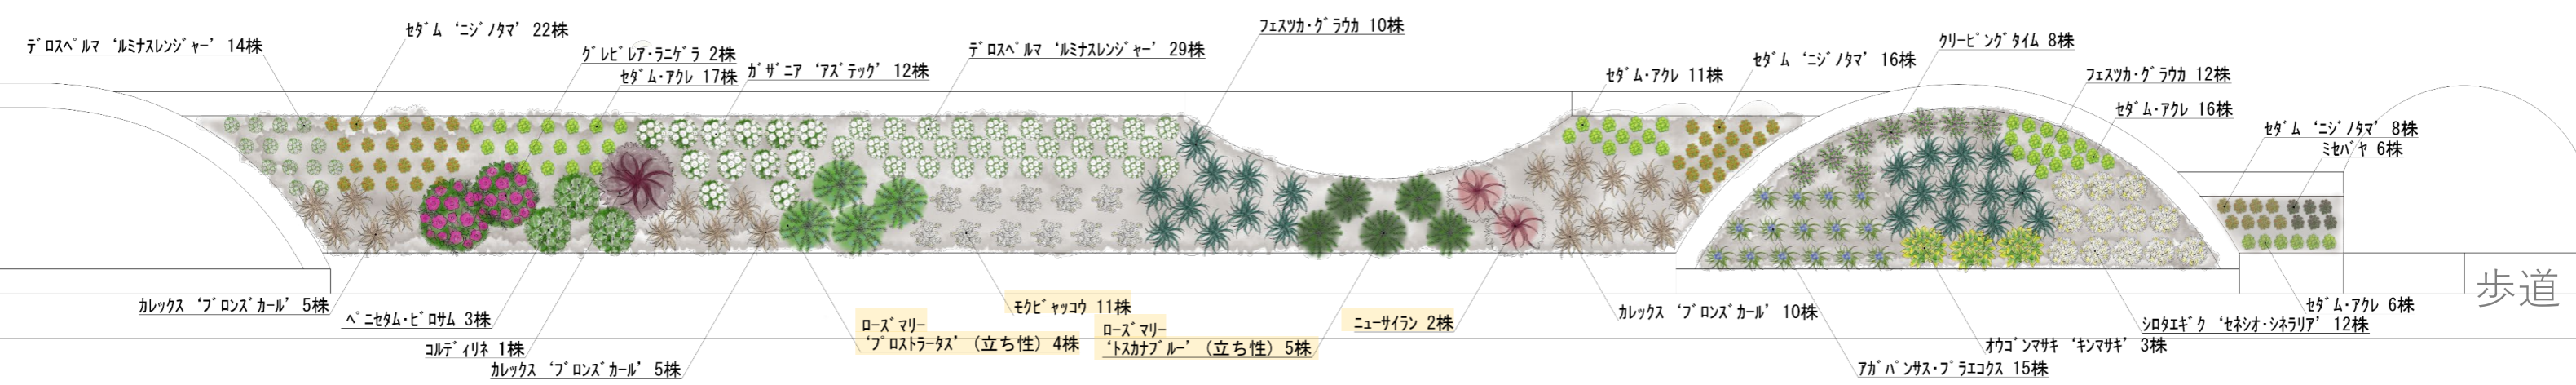 デロスペルマ ‘ルミナスレンジャー’ 14株
セダム ‘ニジノタマ’ 22株
グレビレア・ラニゲラ 2株
セダム・アクレ 17株
ガザニア ‘アズテック’ 12株
デロスペルマ ‘ルミナスレンジャー’ 29株
フェスツカ・グラウカ 10株
セダム・アクレ 11株
セダム ‘ニジノタマ’ 16株
クリーピングタイム 8株
フェスツカ・グラウカ 12株
セダム・アクレ 16株
セダム ‘ニジノタマ’ 8株
ミセバヤ 6株
歩道
カレックス ‘ブロンズカール’ 5株
ペニセタム・ビロサム 3株
コルディリネ 1株
カレックス ‘ブロンズカール’ 5株
ローズマリー
‘プロストラータス’（立ち性）4株
モクビャッコウ 11株
ローズマリー
‘トスカナブルー’（立ち性）5株
ニューサイラン 2株
カレックス ‘ブロンズカール’ 10株
アガパンサス・プラエコクス 15株
オウゴンマサキ ‘キンマサキ’ 3株
シロタエギク ‘セネシオ・シネラリア’ 12株
セダム・アクレ 6株